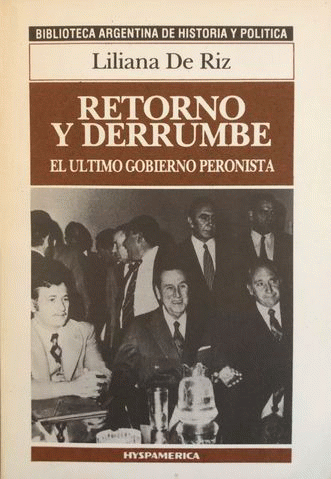 BIBLIOTECA ARGENTINA DE HISTORIA Y POLITICA
Liliana De Riz
RETORNO
Y DERRUMBE
EL ULTIMO GOBIERNO PERONISTA
HYSPAMERICA